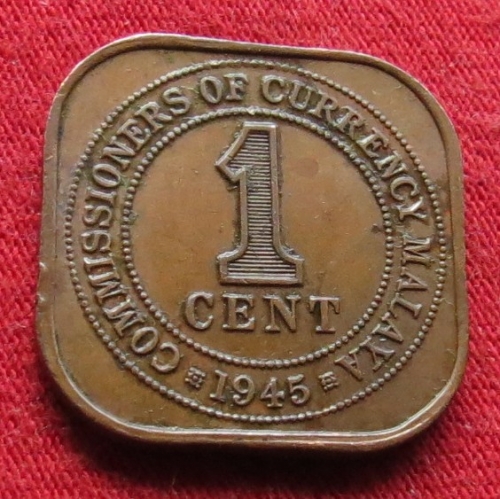 COMMISSIONERS OF CURRENCY MALAYA
1
CENT
1945